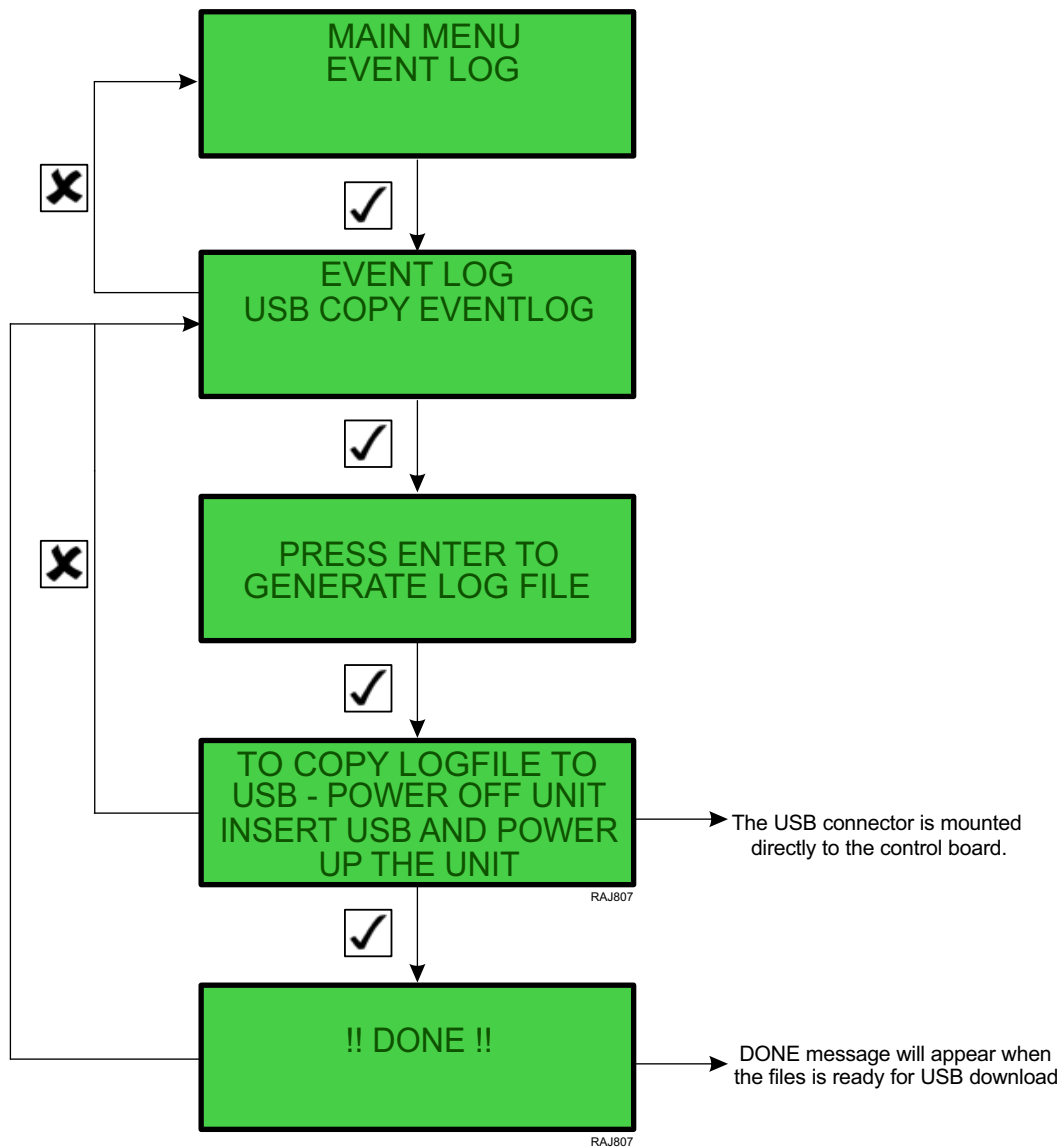 MAIN MENU
EVENT LOG
EVENT LOG
USB COPY EVENTLOG
PRESS ENTER TO
GENERATE LOG FILE
TO COPY LOGFILE TO
USB - POWER OFF UNIT
INSERT USB AND POWER
UP THE UNIT
The USB connector is mounted
directly to the control board.
RAJ807
!! DONE !!
DONE message will appear when
the files is ready for USB download
RAJ807